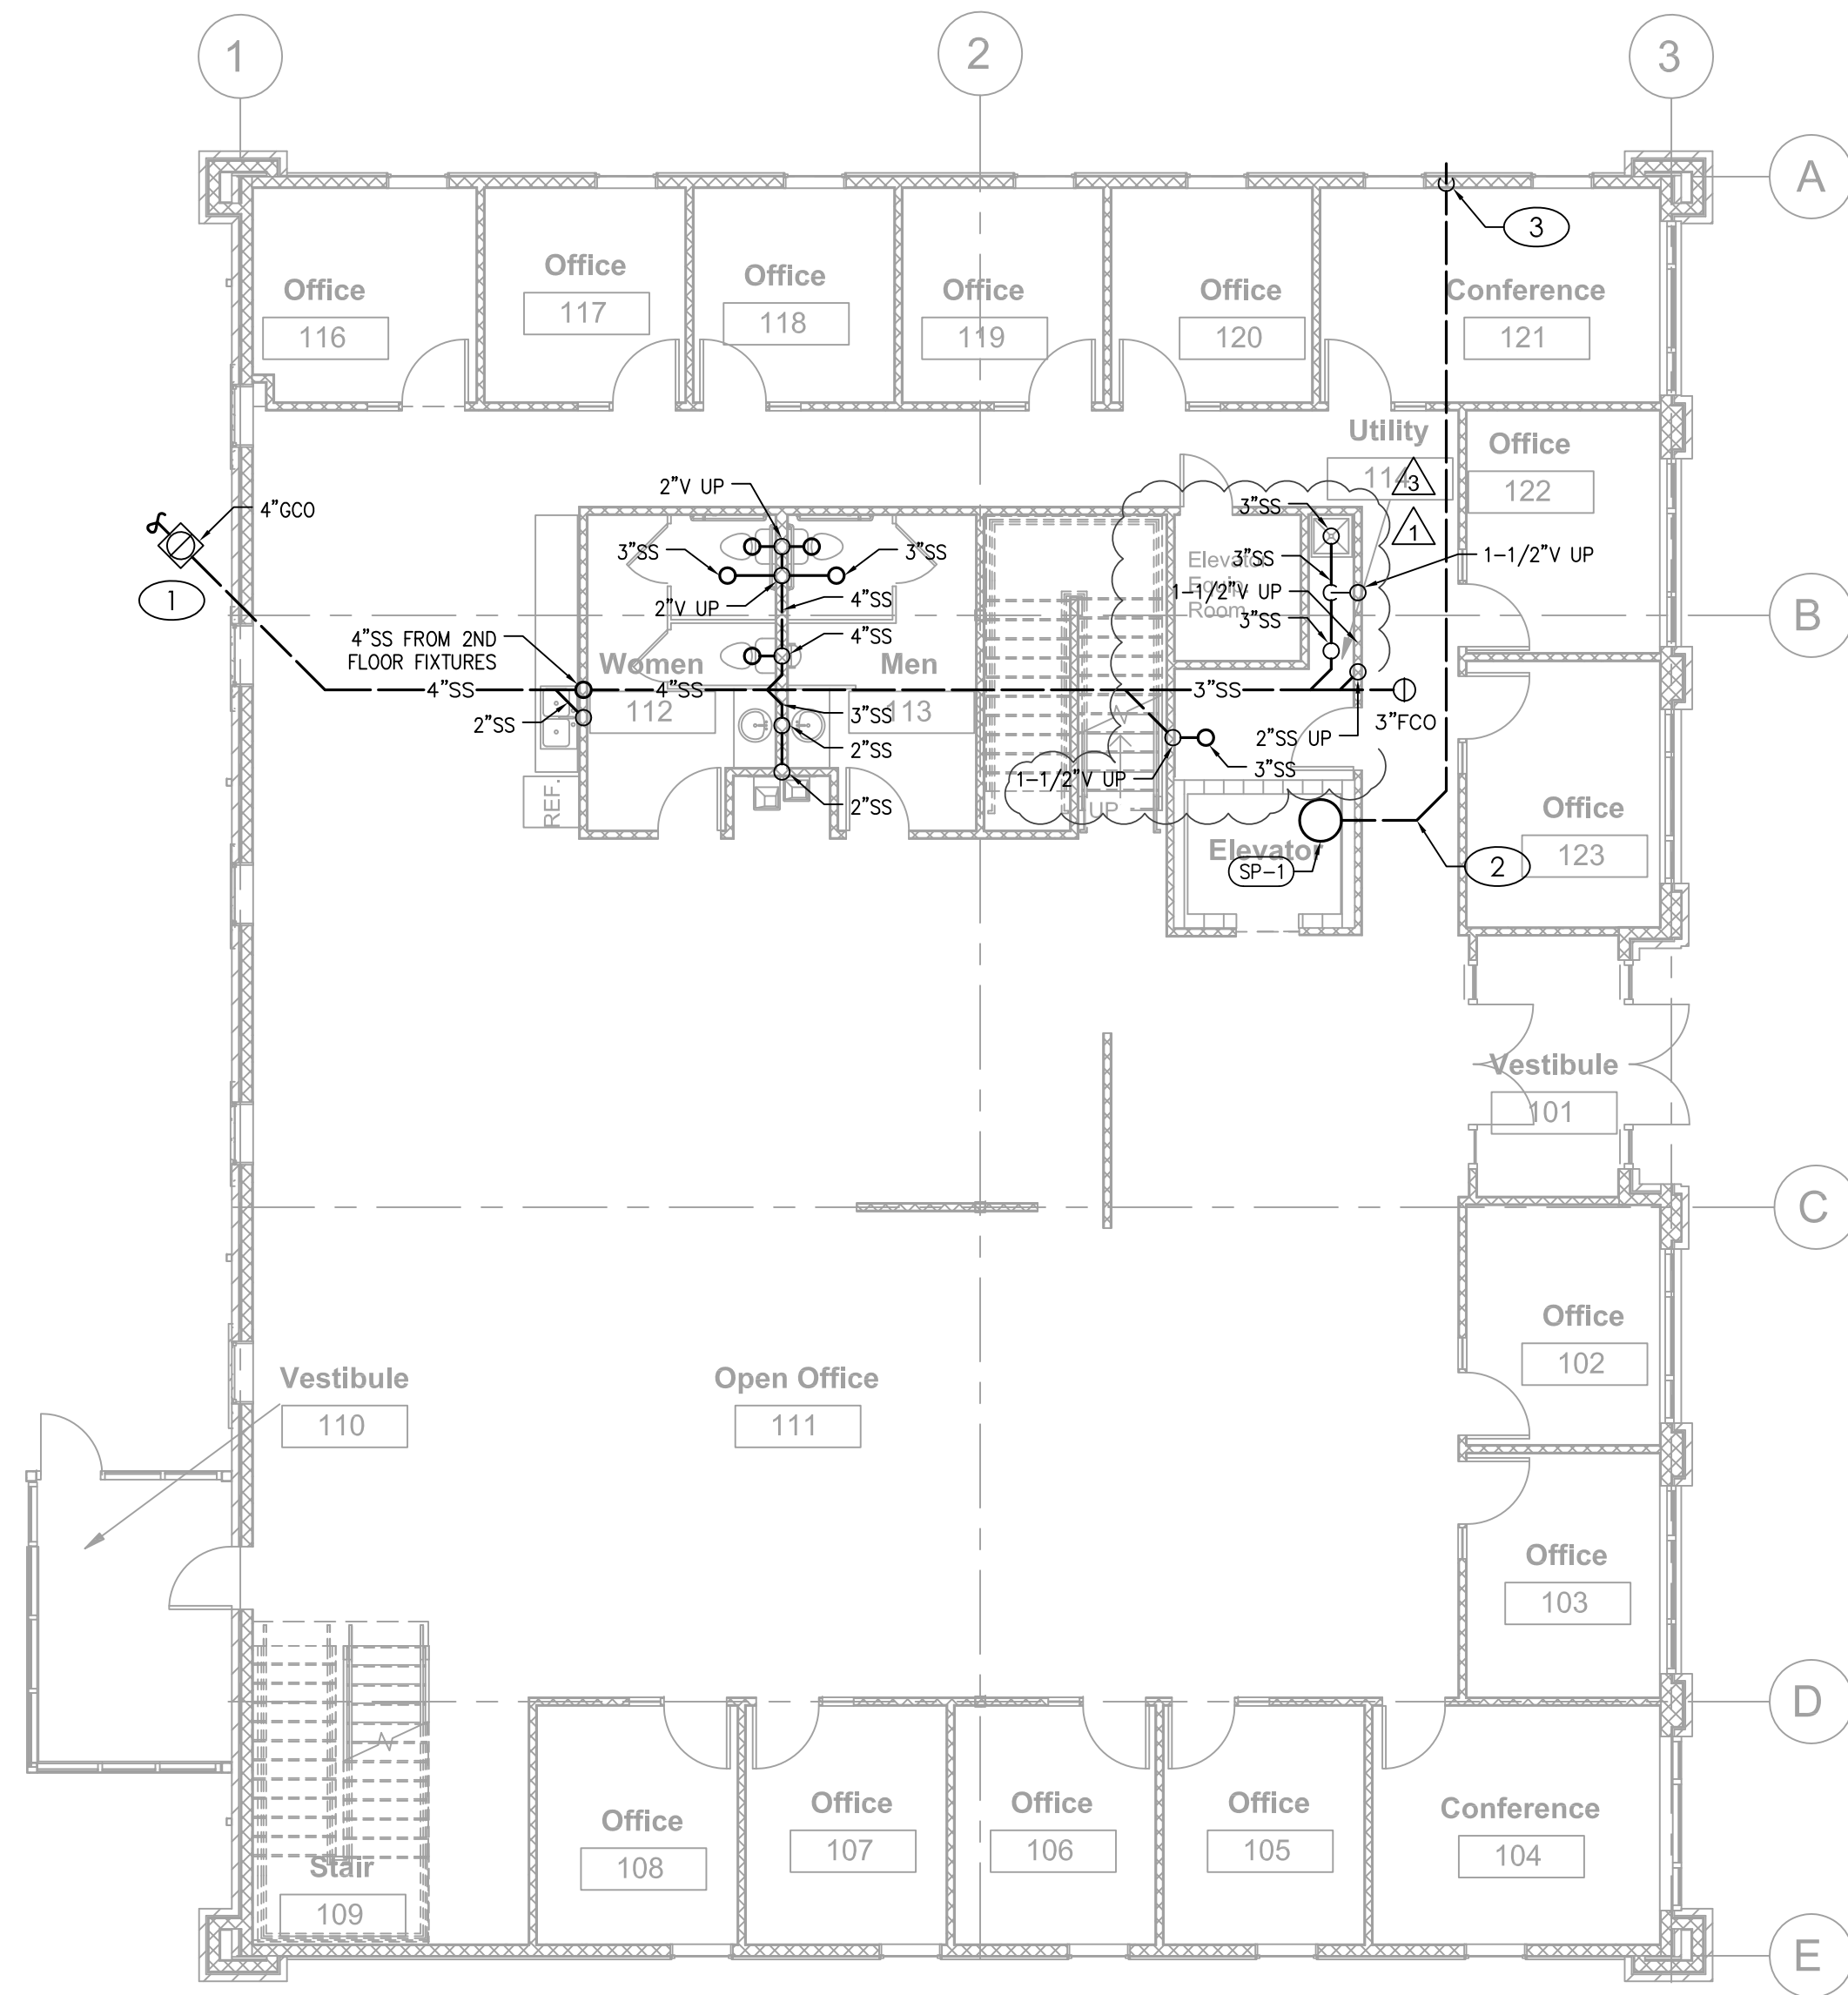 1
2
3
A
3
Office
116
Office
117
Office
118
Office
119
Office
120
Conference
121
Utility
114
3
Office
122
1
2"V UP
4"GCO
3"SS
3"SS
3"SS
3"SS
Elevator
Equip.
Room
1-1/2"V UP
1-1/2"V UP
1
2"V UP
4"SS
3"SS
B
4"SS FROM 2ND
FLOOR FIXTURES
4"SS
Women
Men
4"SS
4"SS
3"SS
2"SS
112
3"SS
113
2"SS
2"SS UP
3"FCO
3"SS
1-1/2"V UP
REF.
2"SS
UP
Office
123
Elevator
SP-1
2
Vestibule
101
C
Office
102
Vestibule
110
Open Office
111
Office
103
D
Stair
109
Office
108
Office
107
Office
106
Office
105
Conference
104
E